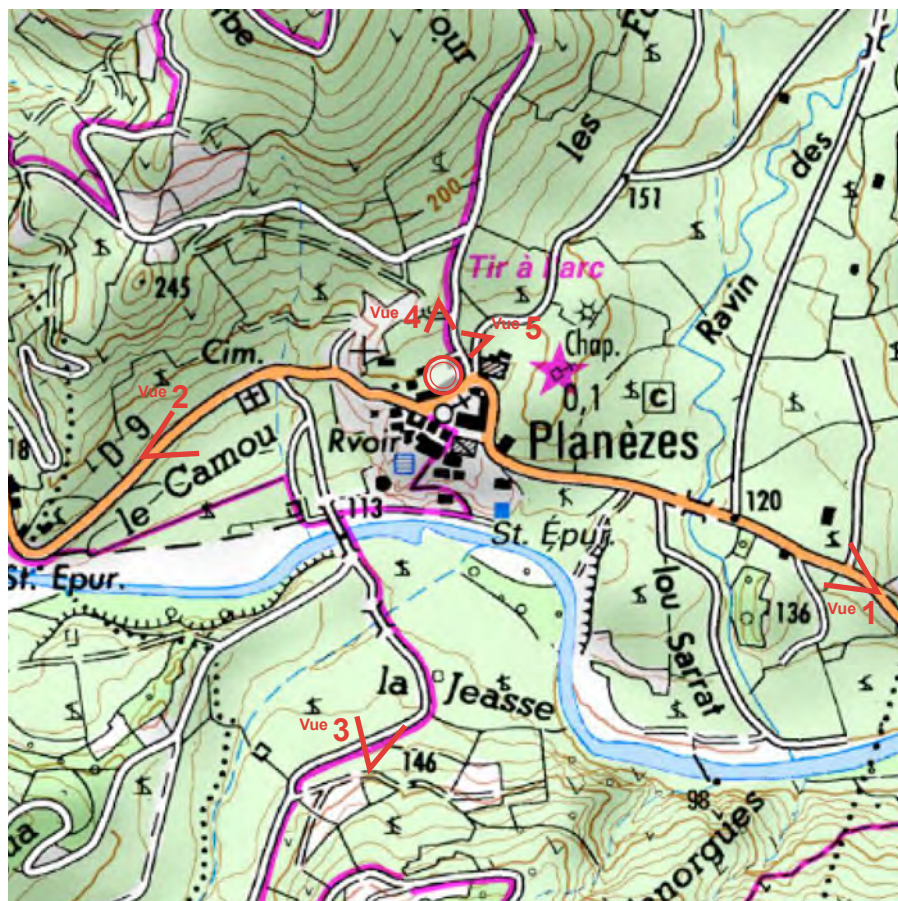 our
les
des
200
151
Tir à l'arc
245
Ravin
Vue 4
Vue 5
Cim.
Chap.
Vue 2
0,1
C
D 9
18
Rvoir
Planèzes
le Camou
113
120
St. Épur.
St. Epur.
lou-Sarrat
136
Vue 1
la Jeasse
Vue 3
146
98